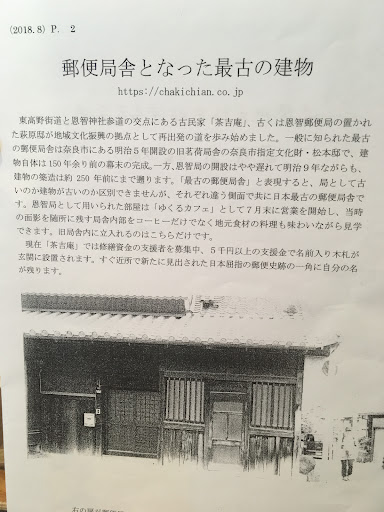 (2018.8) P. 2
郵便局舎となった最古の建物
https://chakichian.co.jp
東高野街道と恩智神社参道の交点にある古民家「茶吉庵」、古くは恩智郵便局の置かれ
た萩原邸が地域文化振興の拠点として再出発の道を歩み始めました。一般に知られた最古
の郵便局舎は奈良市にある明治5年開設の旧茗荷局舎の奈良市指定文化財・松本邸で、建
物自体は150年余り前の幕末の完成。一方、恩智局の開設はやや遅れて明治9年ながらも、
建物の築造は約 250 年前にまで遡ります。「最古の郵便局舎」と表現すると、局として古
いのか建物が古いのか区別できませんが、それぞれ違う側面で共に日本最古の郵便局舎で
す。恩智局として用いられた部屋は「ゆくるカフェ」として7月末に営業を開始し、当時
の面影を随所に残す局舎内部をコーヒーだけでなく地元食材の料理も味わいながら見学
できます。旧局舎内に立入れるのはこちらだけです。
現在「茶吉庵」では修繕資金の支援者を募集中、5千円以上の支援金で名前入り木札が
玄関に設置されます。すぐ近所で新たに見出された日本屈指の郵便史跡の一角に自分の名
が残ります。